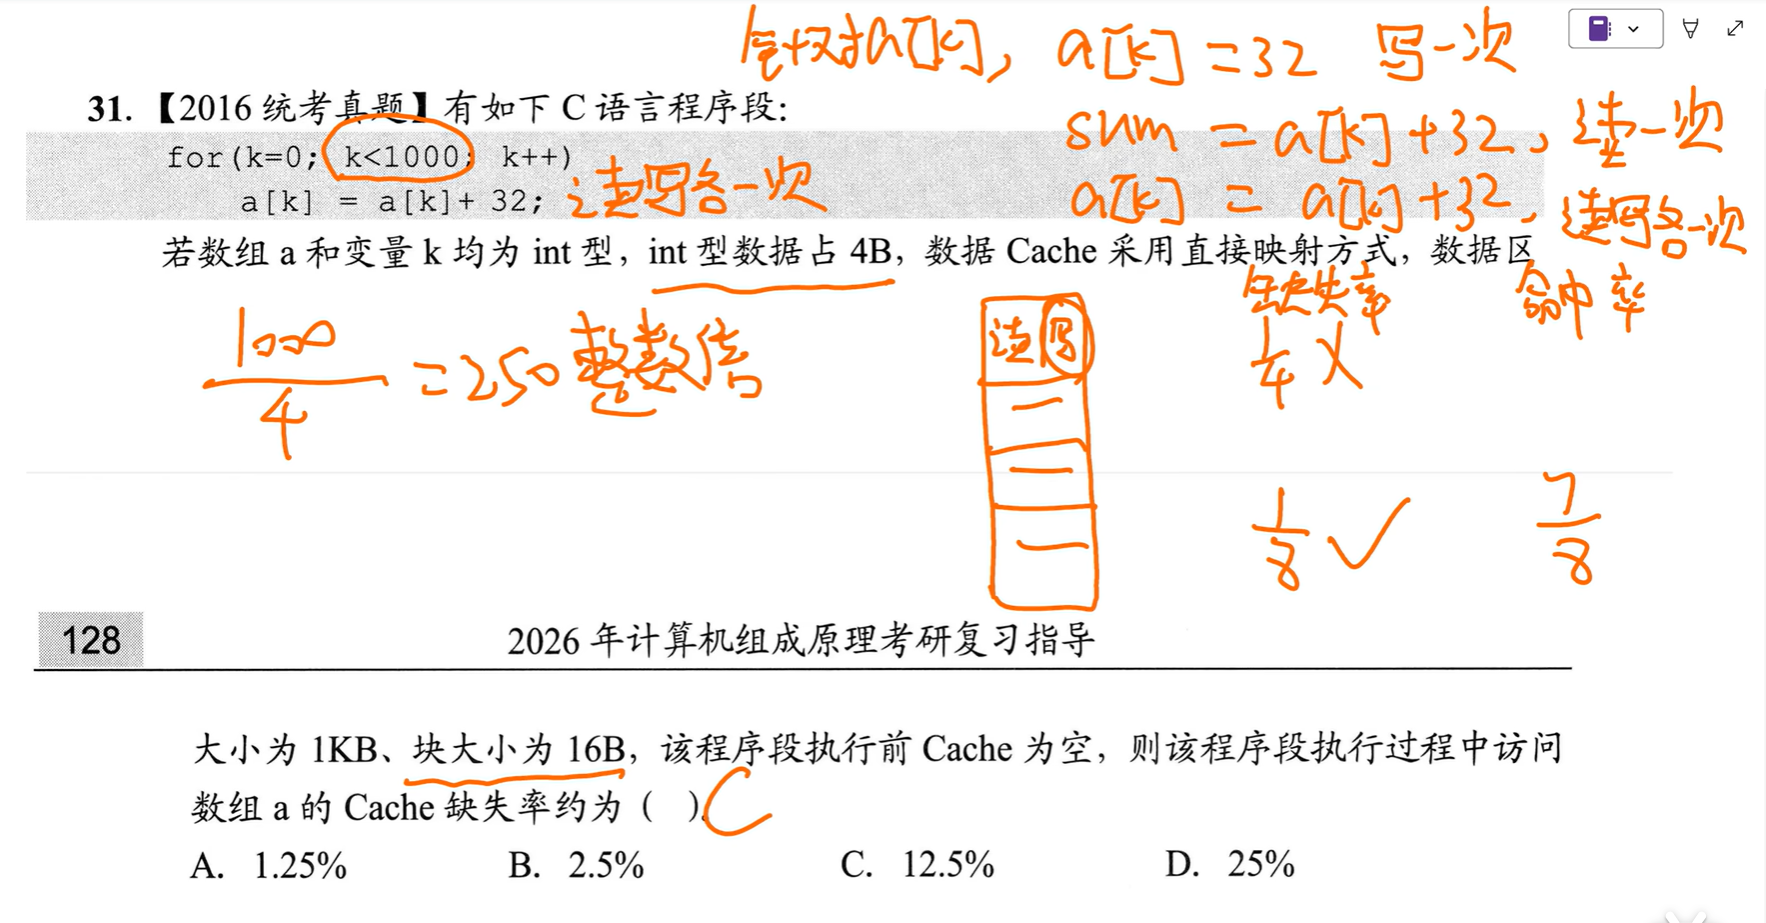 针对a[k], a[k] = 32 写一次
31.【2016 统考真题】有如下 C 语言程序段:
sum = a[k] + 32, 读一次
for(k=0; k<1000; k++)
a[k] = a[k]+ 32; 读写各一次
a[k] = a[k] + 32, 读写各一次
若数组 a 和变量 k 均为 int 型，int 型数据占 4B，数据 Cache 采用直接映射方式，数据区
缺失率 命中率
1000/4 = 250 整数倍
读 写
1/4 X
1/8 ✓ 7/8
128 2026 年计算机组成原理考研复习指导
大小为 1KB、块大小为 16B，该程序段执行前 Cache 为空，则该程序段执行过程中访问
数组 a 的 Cache 缺失率约为（ ）。C
A. 1.25% B. 2.5% C. 12.5% D. 25%